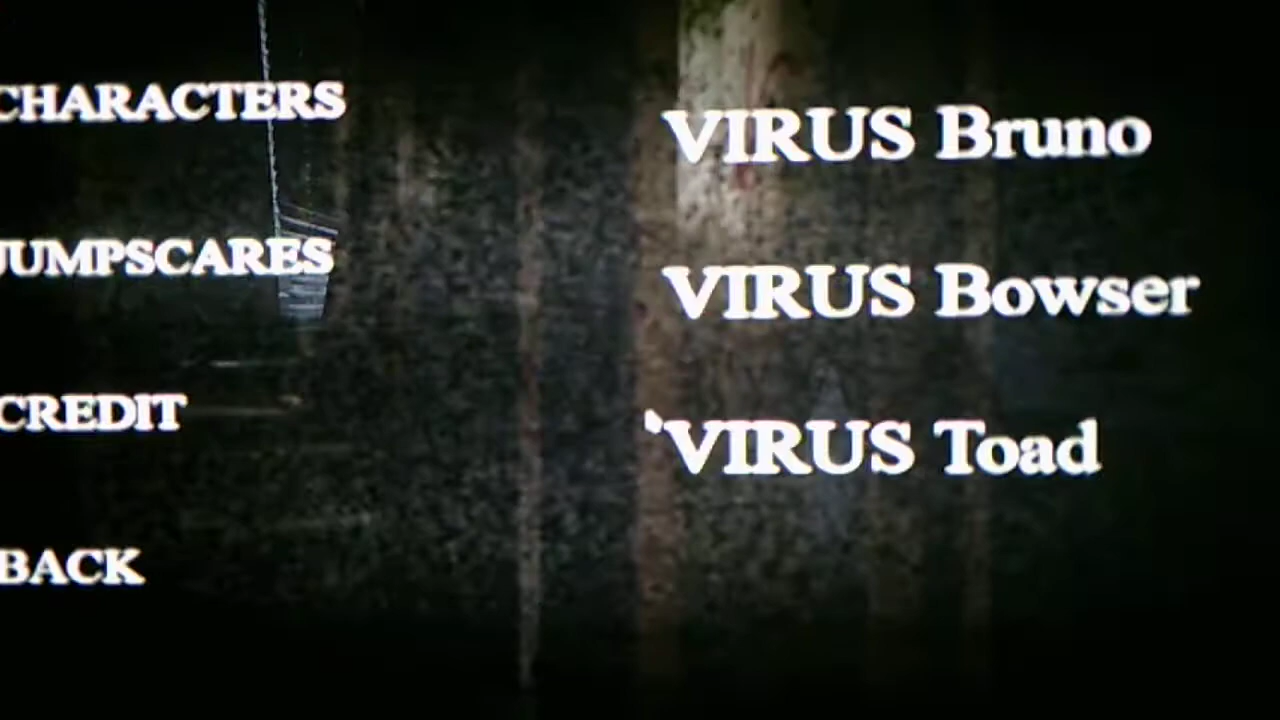 CHARACTERS
JUMPSCARES
CREDIT
BACK
VIRUS Bruno
VIRUS Bowser
VIRUS Toad